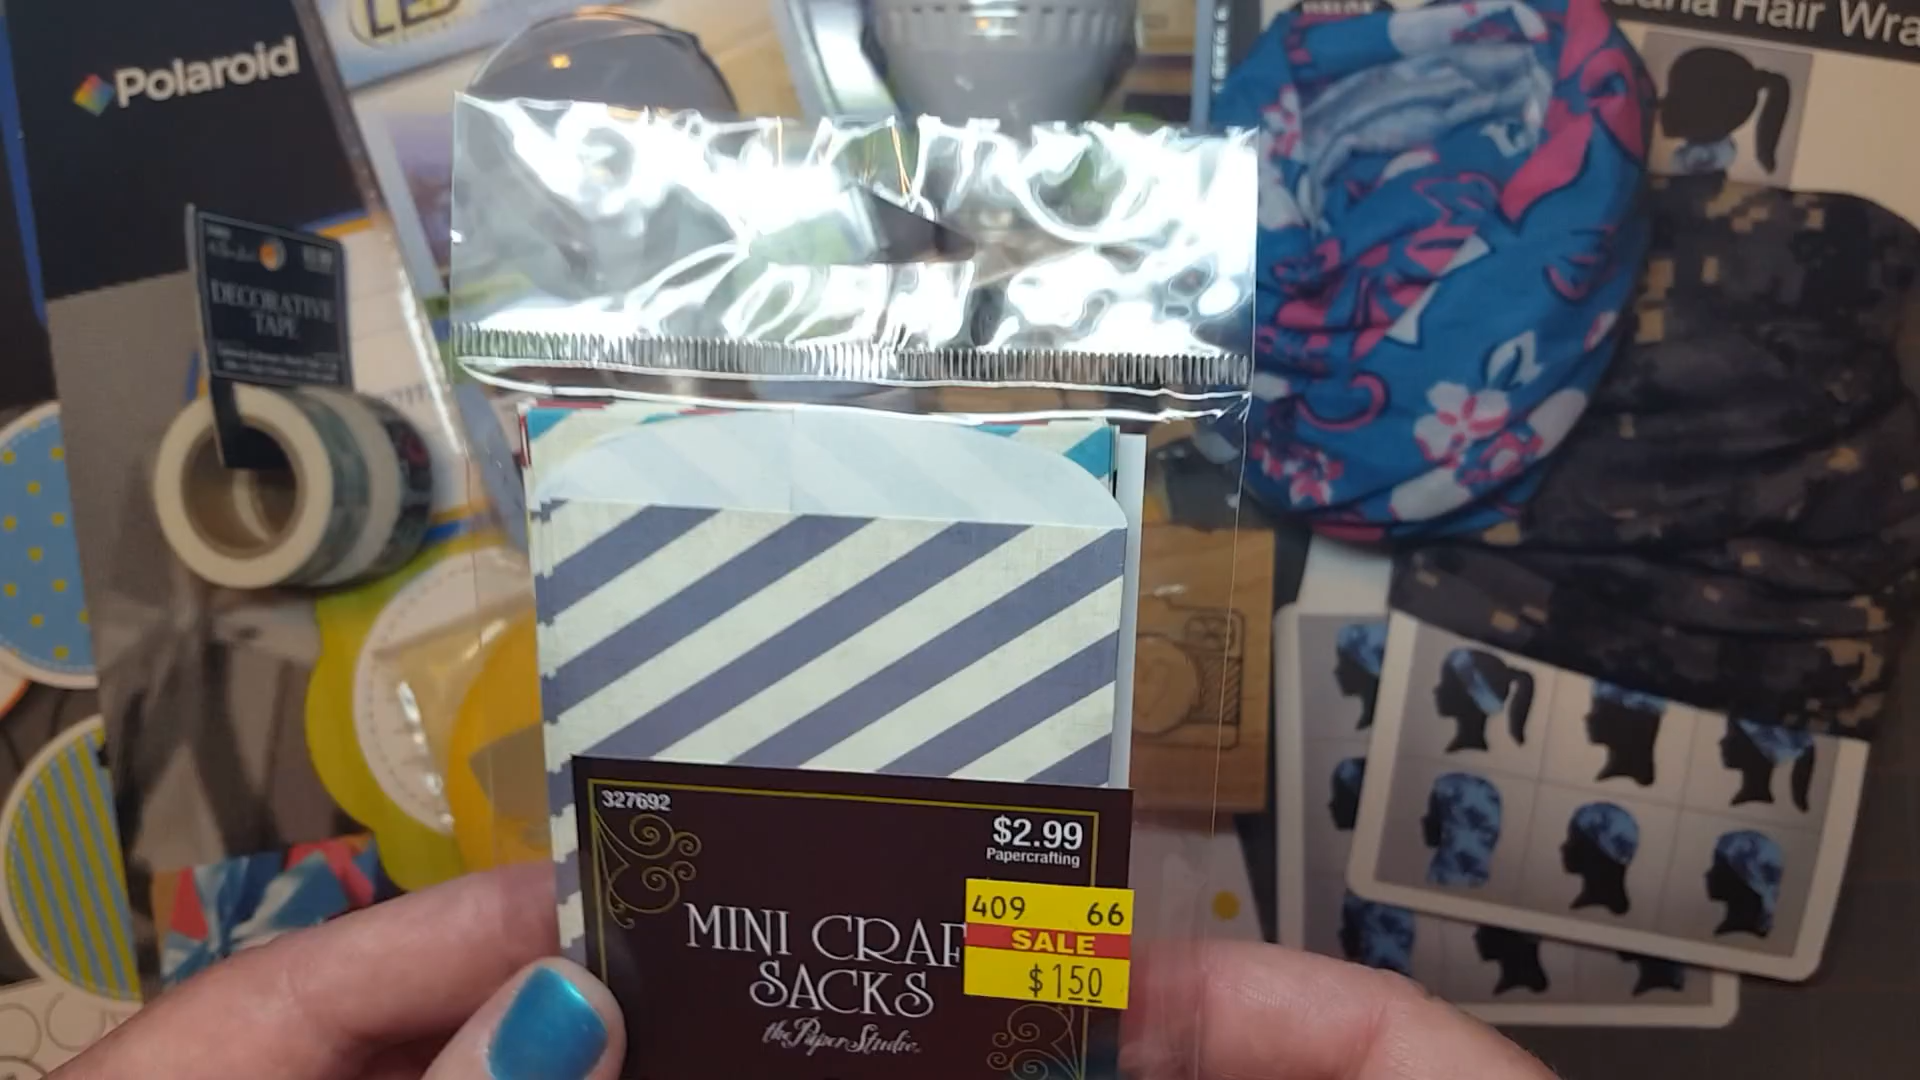 Polaroid
Hair Wra
DECORATIVE
TAPE
327692
$2.99
Papercrafting
409 66
SALE
$150
MINI CRAF
SACKS
the Paper Studio